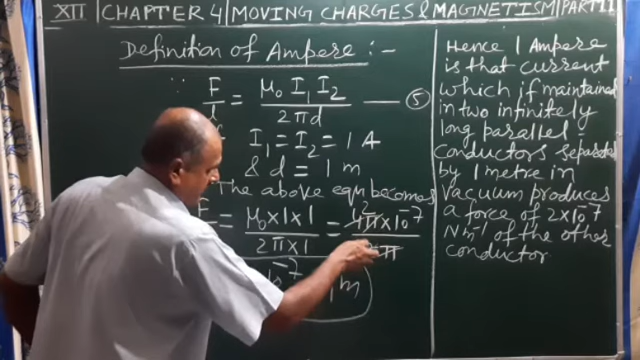 XII | CHAPTER 4 | MOVING CHARGES & MAGNETISM | PART 11
Definition of Ampere :-
∵ F/l = μ₀ I₁ I₂ / 2πd — ⑤
I₁ = I₂ = 1 A
& d = 1 m
The above eqn becomes
= μ₀×1×1 / 2π×1 = 4π×10⁻⁷ / 2π
m
Hence 1 Ampere
is that current
which if maintained
in two infinitely
long parallel
conductors separated
by 1 metre in
vacuum produces
a force of 2×10⁻⁷
Nm⁻¹ of the other
conductor